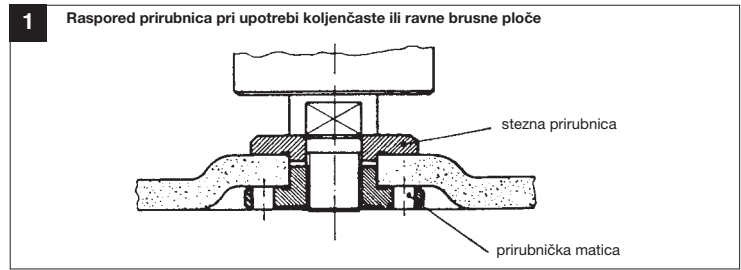 1
Raspored prirubnica pri upotrebi koljenčaste ili ravne brusne ploče
stezna prirubnica
prirubnička matica